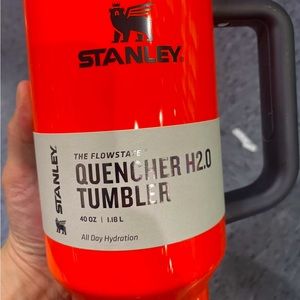 STANLEY
STANLEY
THE FLOWSTATE™
QUENCHER H2.0
TUMBLER
40 OZ | 1.18 L
All Day Hydration